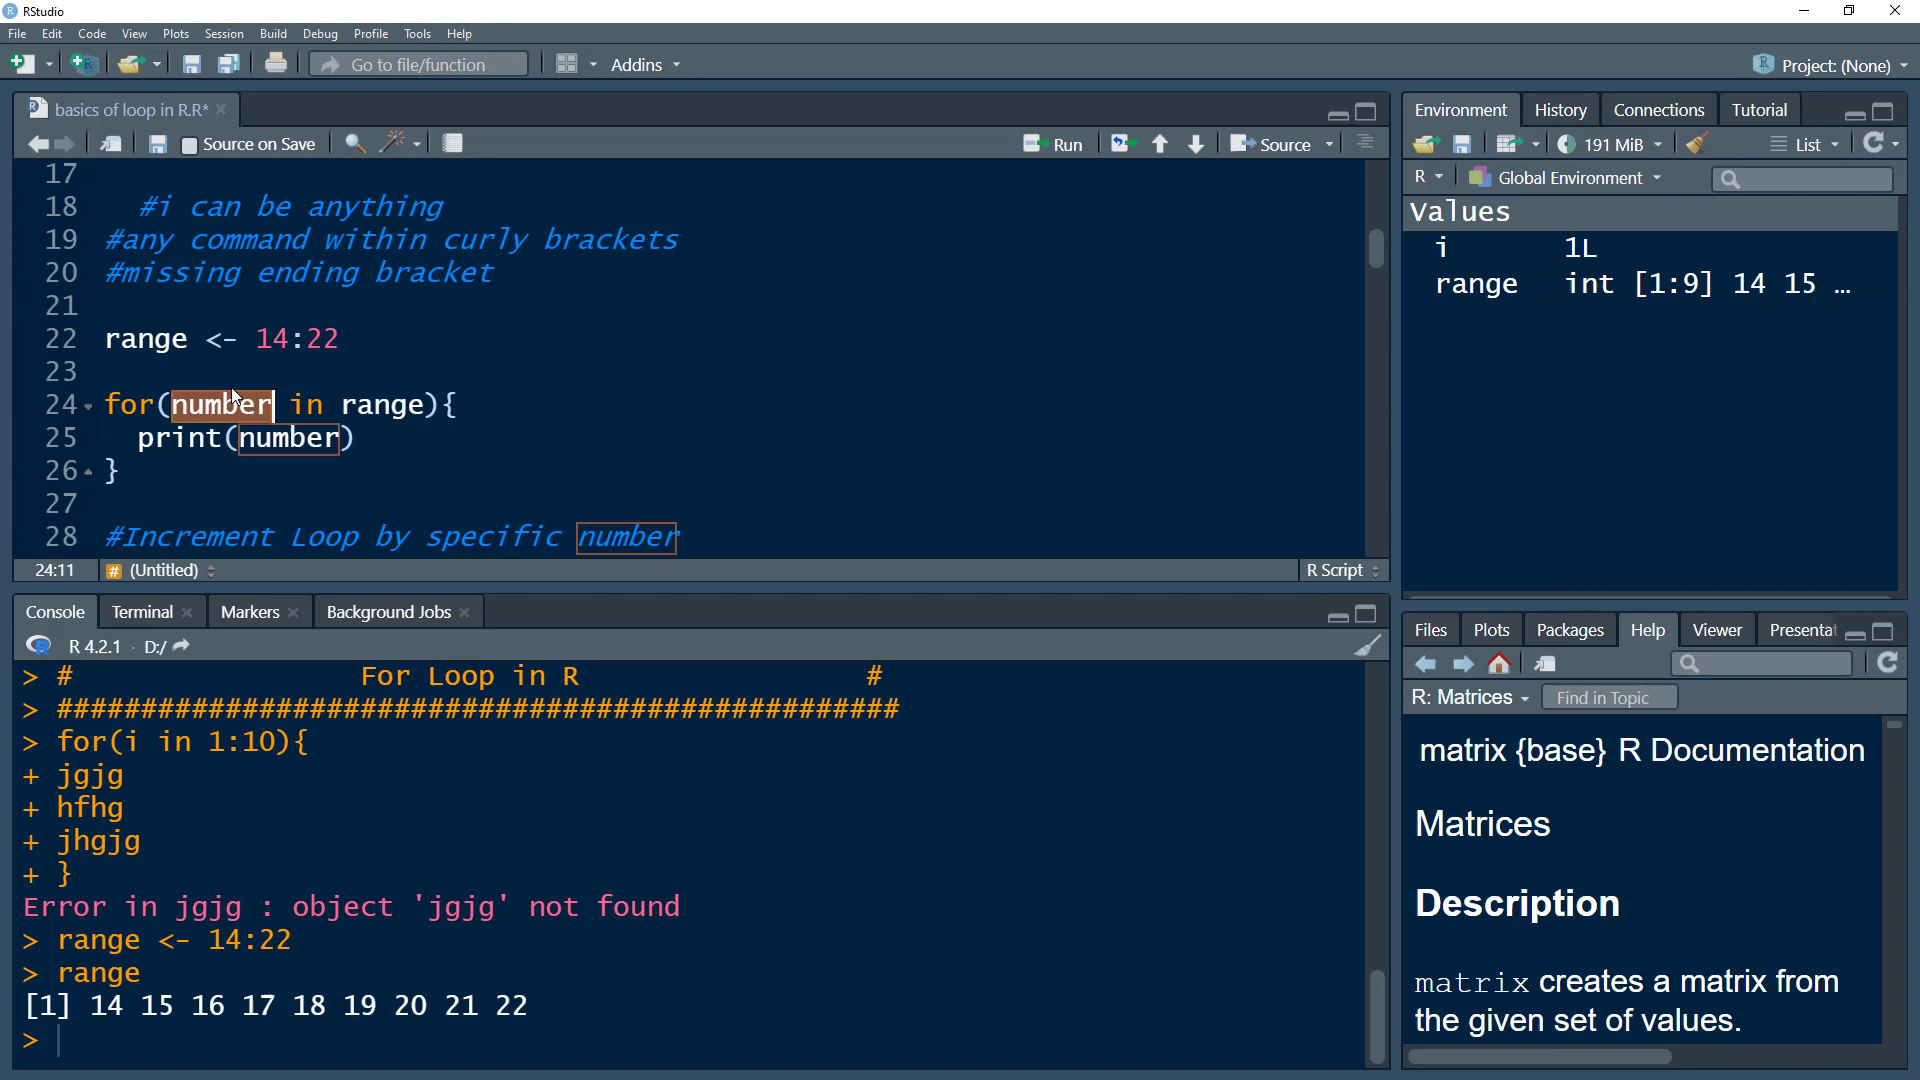 RStudio
File Edit Code View Plots Session Build Debug Profile Tools Help
Go to file/function Addins Project: (None)
basics of loop in R.R*
Source on Save Run Source
17
18 #i can be anything
19 #any command within curly brackets
20 #missing ending bracket
21
22 range <- 14:22
23
24 for(number in range){
25 print(number)
26 }
27
28 #Increment Loop by specific number
24:11 # (Untitled) R Script
Console Terminal Markers Background Jobs
R 4.2.1 · D:/
> # For Loop in R #
> ##################################################
> for(i in 1:10){
+ jgjg
+ hfhg
+ jhgjg
+ }
Error in jgjg : object 'jgjg' not found
> range <- 14:22
> range
[1] 14 15 16 17 18 19 20 21 22
>
Environment History Connections Tutorial
191 MiB List
R Global Environment
Values
i 1L
range int [1:9] 14 15 …
Files Plots Packages Help Viewer Presentat
R: Matrices Find in Topic
matrix {base} R Documentation
Matrices
Description
matrix creates a matrix from
the given set of values.